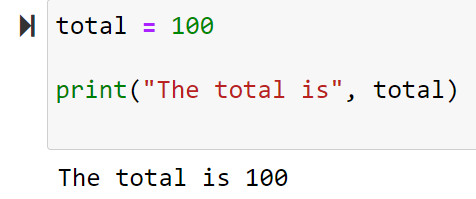 total = 100
print("The total is", total)
The total is 100